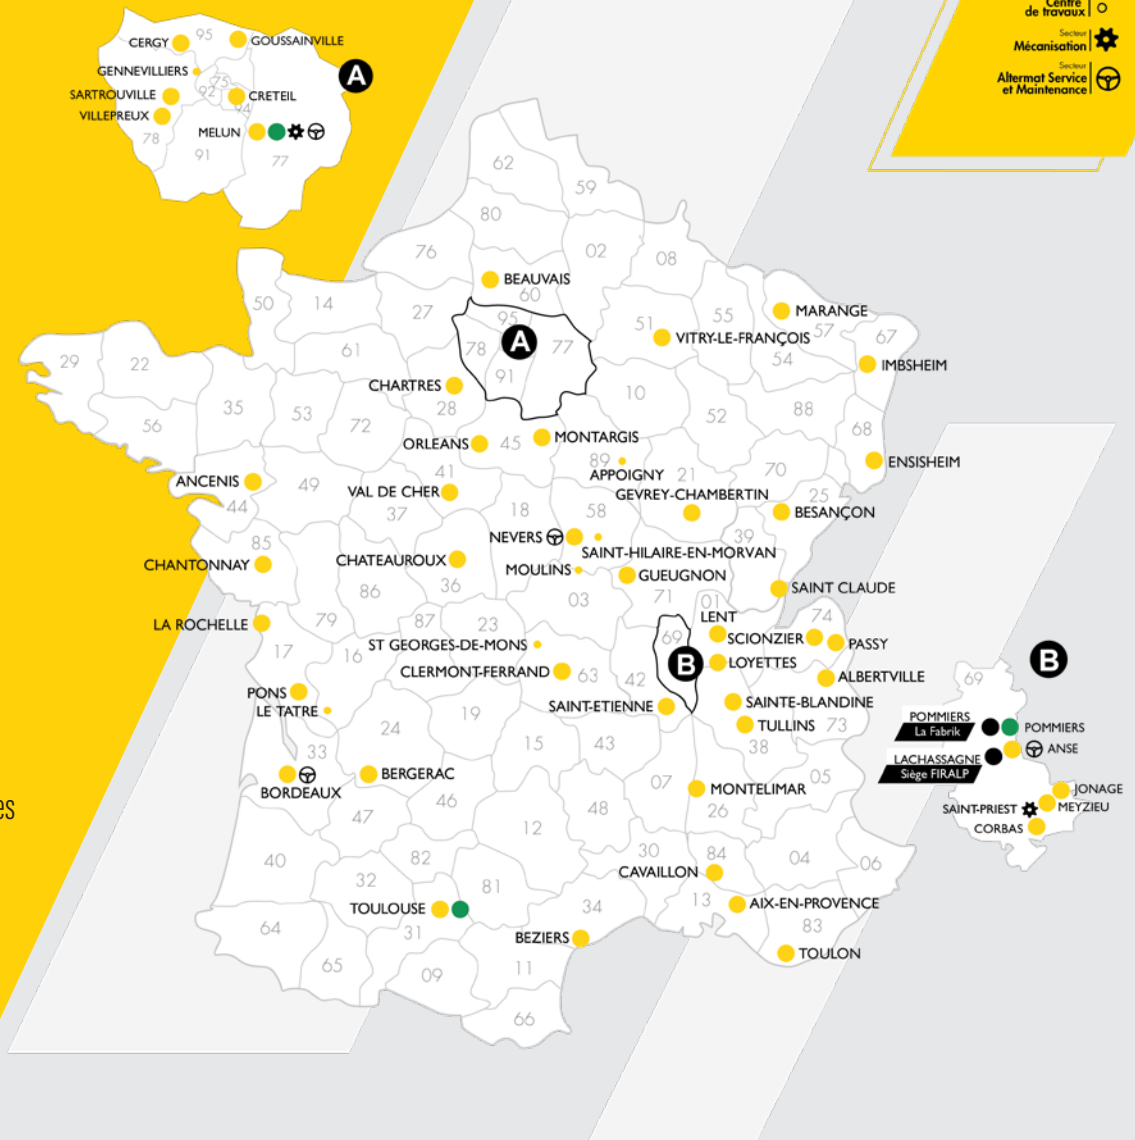 Centre
de travaux
Secteur
Mécanisation
Secteur
Altermat Service
et Maintenance
95
CERGY
GOUSSAINVILLE
GENNEVILLIERS
75
92
SARTROUVILLE
CRETEIL
94
VILLEPREUX
MELUN
78
91
77
A
62
59
80
76
02
08
BEAUVAIS
60
50
14
27
95
51
55
MARANGE
57
67
VITRY-LE-FRANÇOIS
A
78
77
91
61
54
IMBSHEIM
29
22
CHARTRES
28
10
35
53
72
52
88
56
68
ORLEANS
45
MONTARGIS
89
APPOIGNY
21
70
ENSISHEIM
ANCENIS
44
49
41
VAL DE CHER
37
GEVREY-CHAMBERTIN
25
BESANÇON
18
58
39
85
NEVERS
SAINT-HILAIRE-EN-MORVAN
CHANTONNAY
CHATEAUROUX
36
MOULINS
GUEUGNON
86
03
71
01
SAINT CLAUDE
LA ROCHELLE
79
87
23
LENT
74
69
SCIONZIER
PASSY
17
16
ST GEORGES-DE-MONS
B
LOYETTES
CLERMONT-FERRAND
63
42
ALBERTVILLE
PONS
LE TATRE
SAINT-ETIENNE
SAINTE-BLANDINE
19
24
TULLINS
73
33
15
43
38
BORDEAUX
BERGERAC
07
MONTELIMAR
05
46
26
47
48
12
40
82
30
84
04
06
32
81
CAVAILLON
TOULOUSE
34
13
AIX-EN-PROVENCE
64
31
BEZIERS
83
65
09
11
TOULON
66
B
69
POMMIERS
La Fabrik
POMMIERS
ANSE
LACHASSAGNE
Siège FIRALP
JONAGE
SAINT-PRIEST
MEYZIEU
CORBAS
es